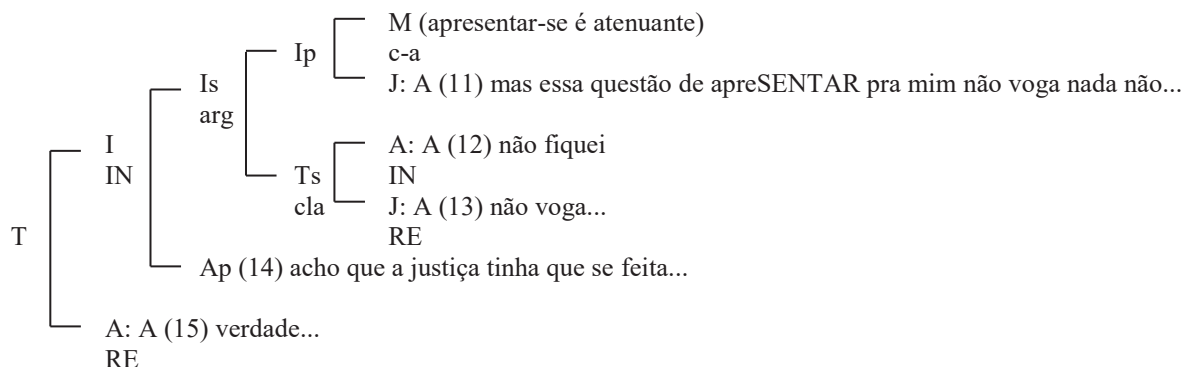 M (apresentar-se é atenuante)
Ip
c-a
Is
J: A (11) mas essa questão de apreSENTAR pra mim não voga nada não...
arg
I
A: A (12) não fiquei
IN
Ts
IN
cla
J: A (13) não voga...
T
RE
Ap (14) acho que a justiça tinha que se feita...
A: A (15) verdade...
RE